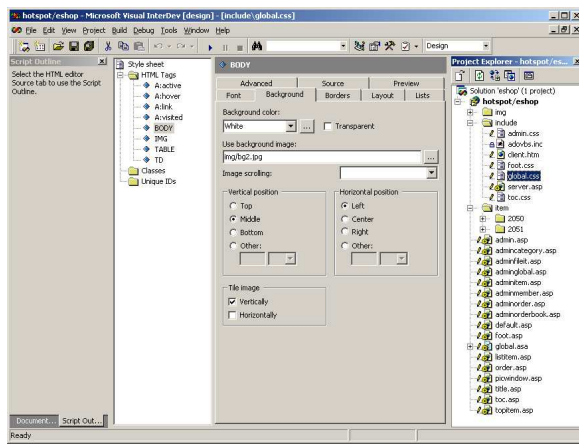 hotspot/eshop - Microsoft Visual InterDev [design] - [include\global.css]
File Edit View Project Build Debug Tools Window Help
Design
Script Outline
Select the HTML editor
Source tab to use the Script
Outline.
Document... Script Out...
Style sheet
HTML Tags
A:active
A:hover
A:link
A:visited
BODY
IMG
TABLE
TD
Classes
Unique IDs
BODY
Advanced Source Preview
Font Background Borders Layout Lists
Background color:
White ... Transparent
Use background image:
img/bg2.jpg ...
Image scrolling:
Vertical position
Top
Middle
Bottom
Other:
Horizontal position
Left
Center
Right
Other:
Tile image
Vertically
Horizontally
Project Explorer - hotspot/es...
Solution 'eshop' (1 project)
hotspot/eshop
img
include
admin.css
adovbs.inc
client.htm
foot.css
global.css
server.asp
toc.css
item
2050
2051
admin.asp
admincategory.asp
adminfileit.asp
adminglobal.asp
adminitem.asp
adminmember.asp
adminorder.asp
adminorderbook.asp
default.asp
foot.asp
global.asa
listitem.asp
order.asp
picwindow.asp
title.asp
toc.asp
topitem.asp
Ready